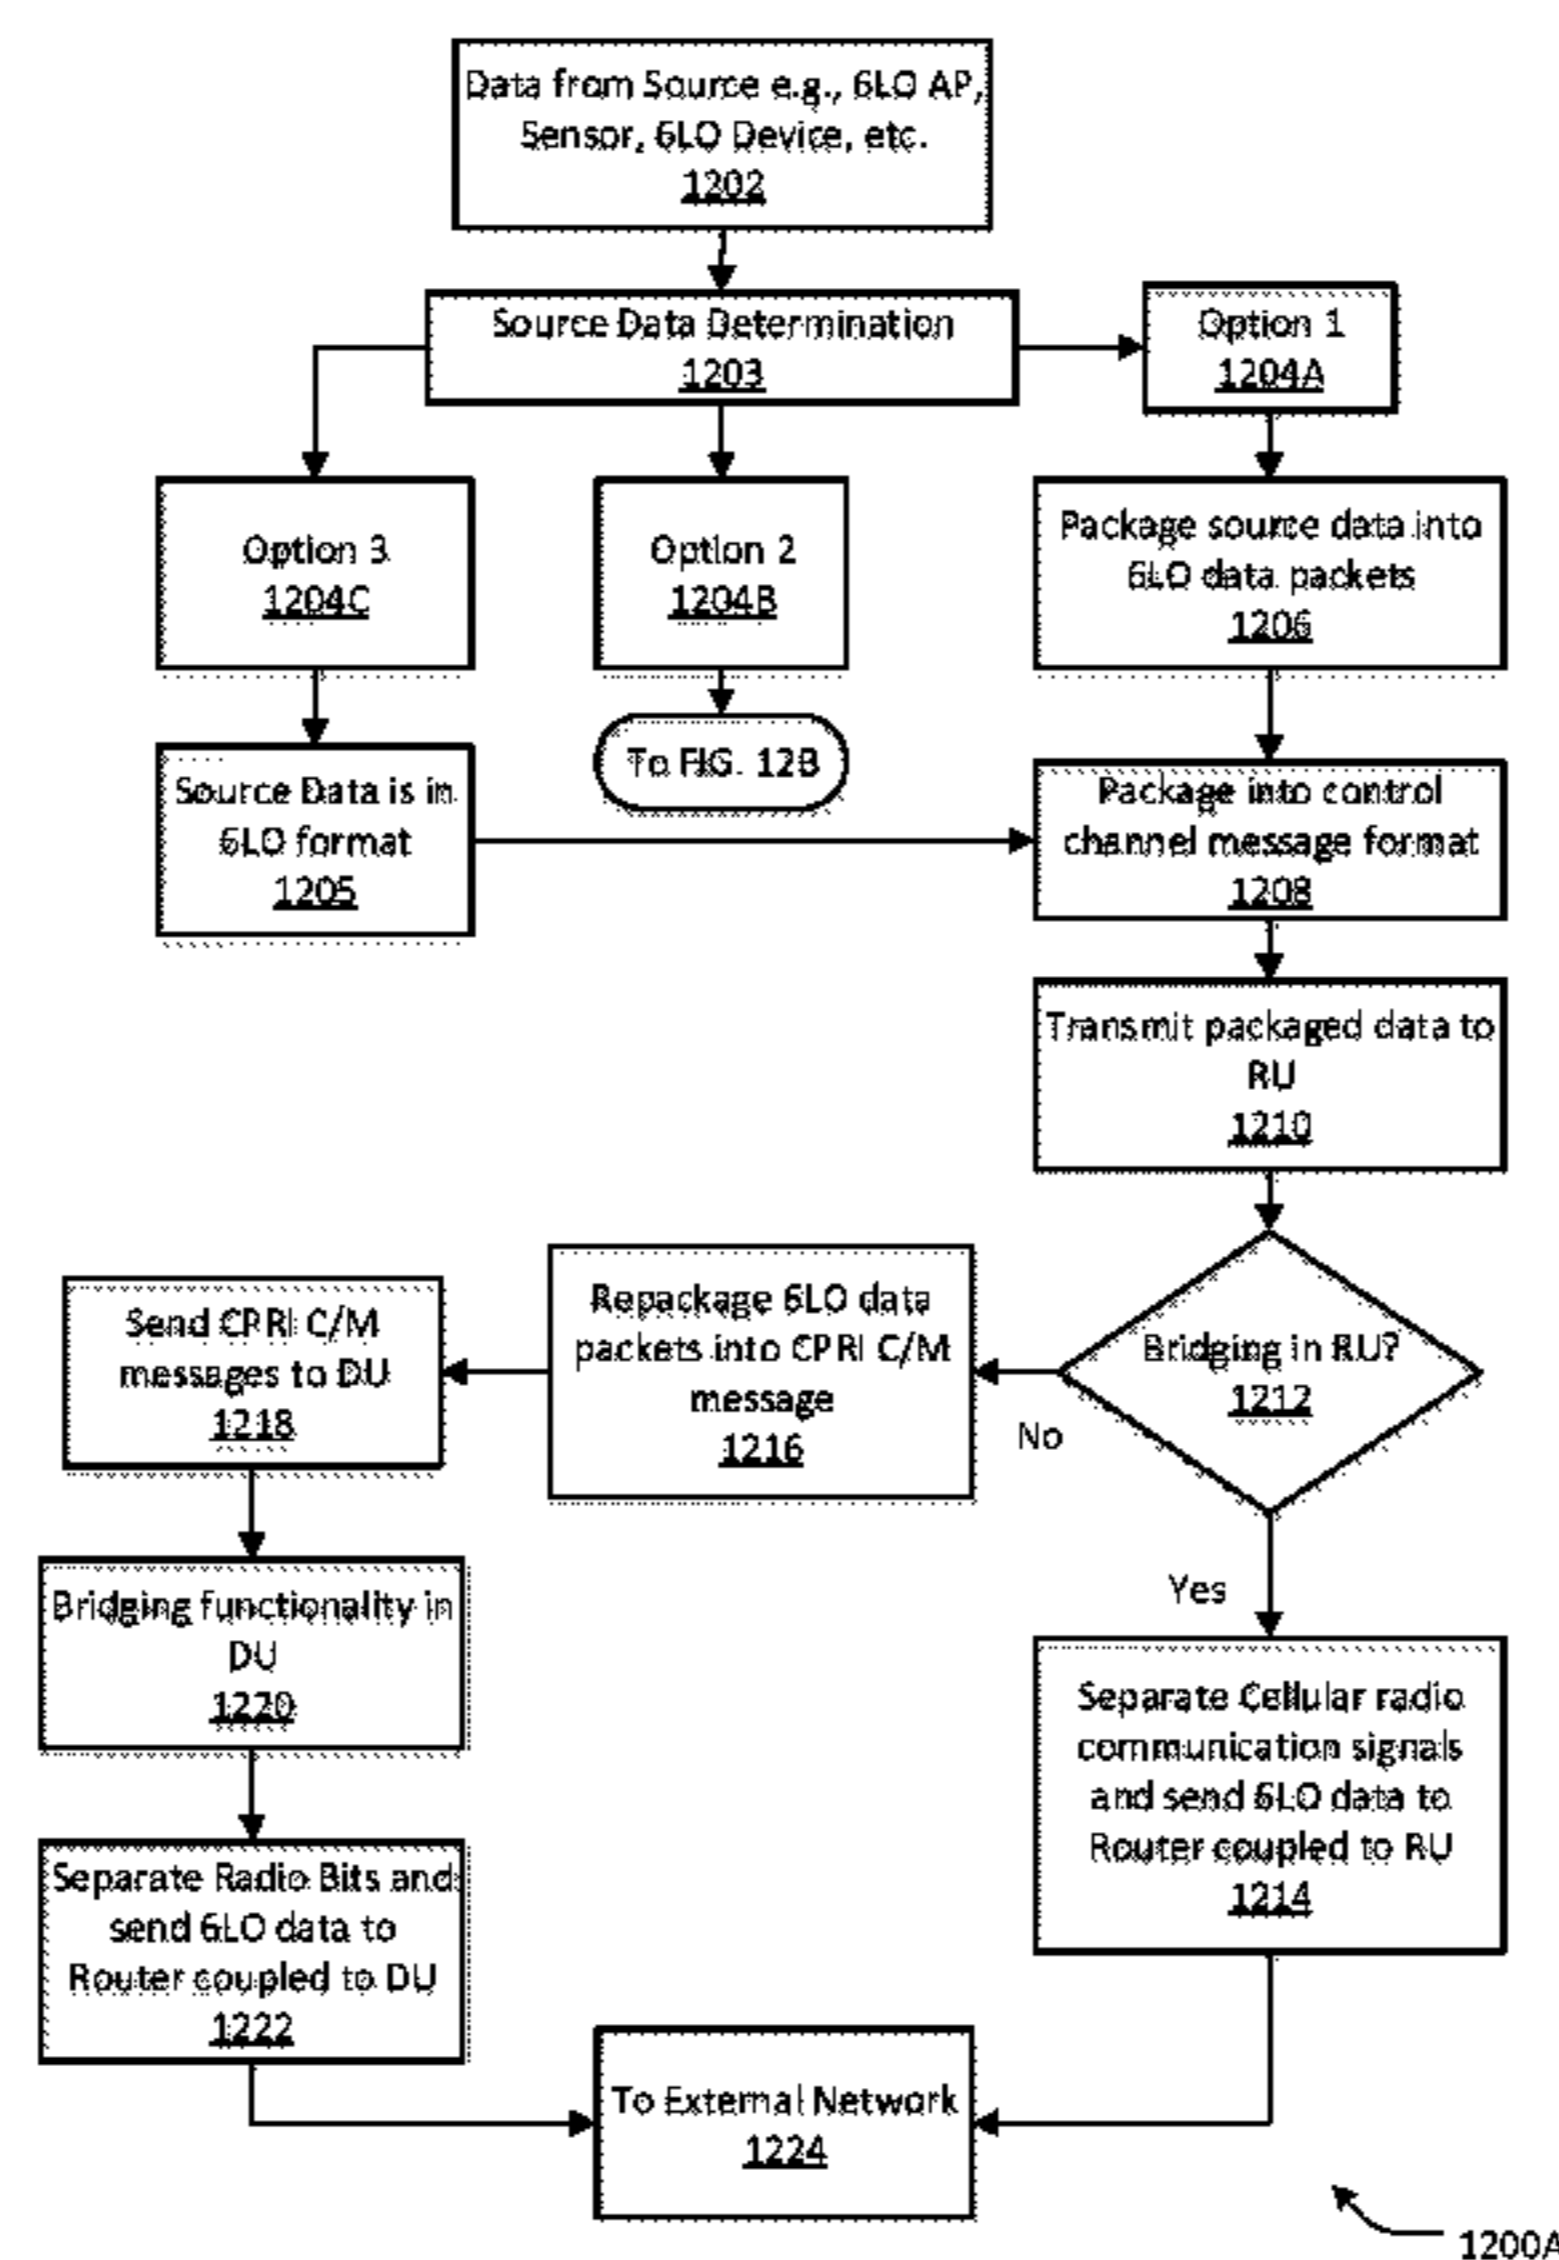 Data from Source e.g., 6LO AP,
Sensor, 6LO Device, etc.
1202
Source Data Determination
1203
Option 1
1204A
Option 3
1204C
Option 2
1204B
Package source data into
6LO data packets
1206
To FIG. 12B
Source Data is in
6LO format
1205
Package into control
channel message format
1208
Transmit packaged data to
RU
1210
Bridging in RU?
1212
No
Yes
Repackage 6LO data
packets into CPRI C/M
message
1216
Send CPRI C/M
messages to DU
1218
Bridging functionality in
DU
1220
Separate Cellular radio
communication signals
and send 6LO data to
Router coupled to RU
1214
Separate Radio Bits and
send 6LO data to
Router coupled to DU
1222
To External Network
1224
1200A